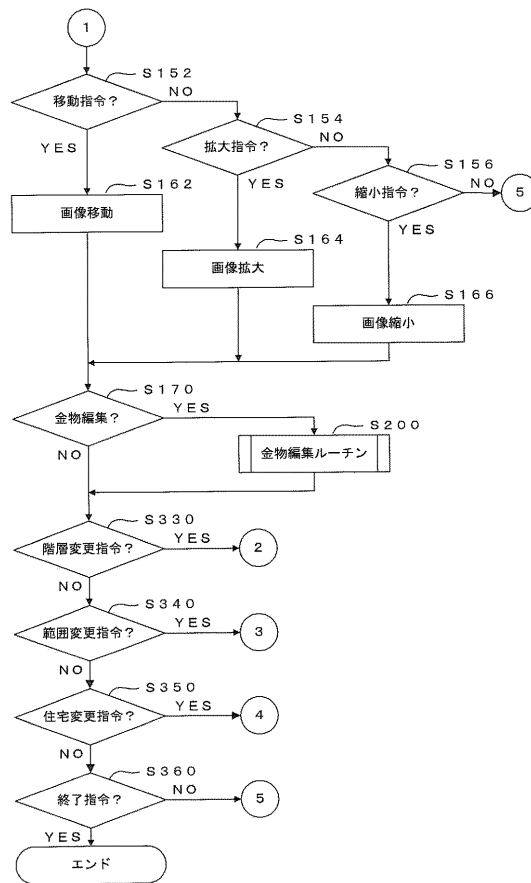 1
S152
移動指令?
NO
YES
S154
拡大指令?
NO
YES
S156
縮小指令?
NO
5
YES
S162
画像移動
S164
画像拡大
S166
画像縮小
S170
金物編集?
YES
NO
S200
金物編集ルーチン
S330
階層変更指令?
YES
2
NO
S340
範囲変更指令?
YES
3
NO
S350
住宅変更指令?
YES
4
NO
S360
終了指令?
NO
5
YES
エンド